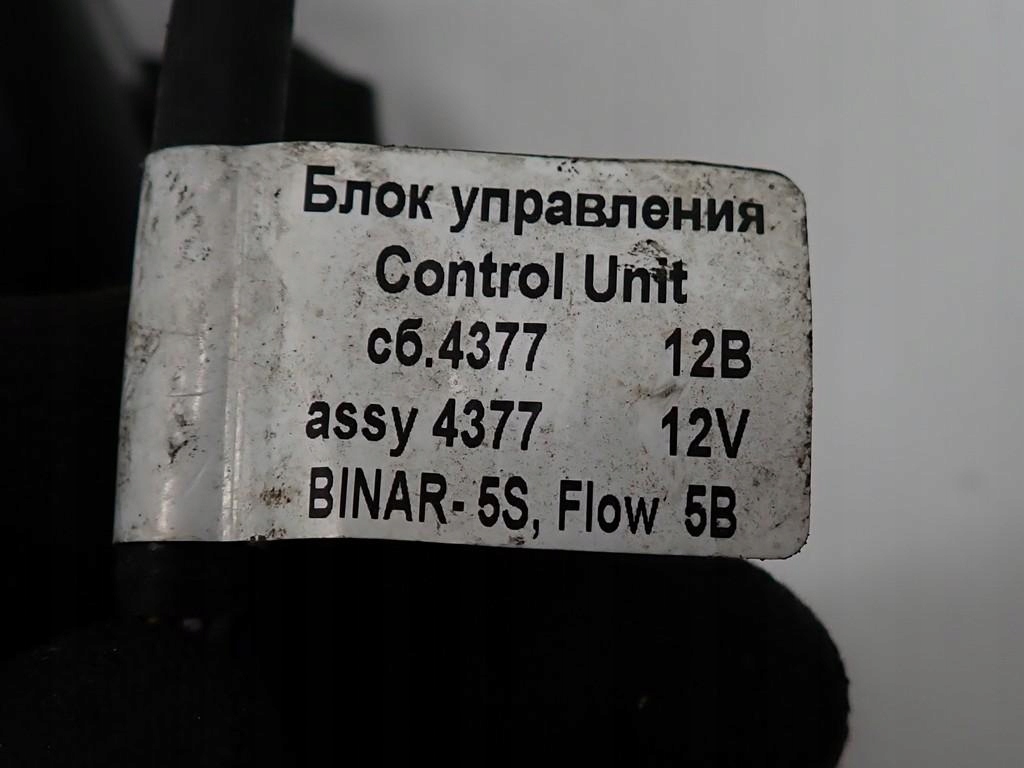 Блок управления
Control Unit
сб.4377 12В
assy 4377 12V
BINAR- 5S, Flow 5B